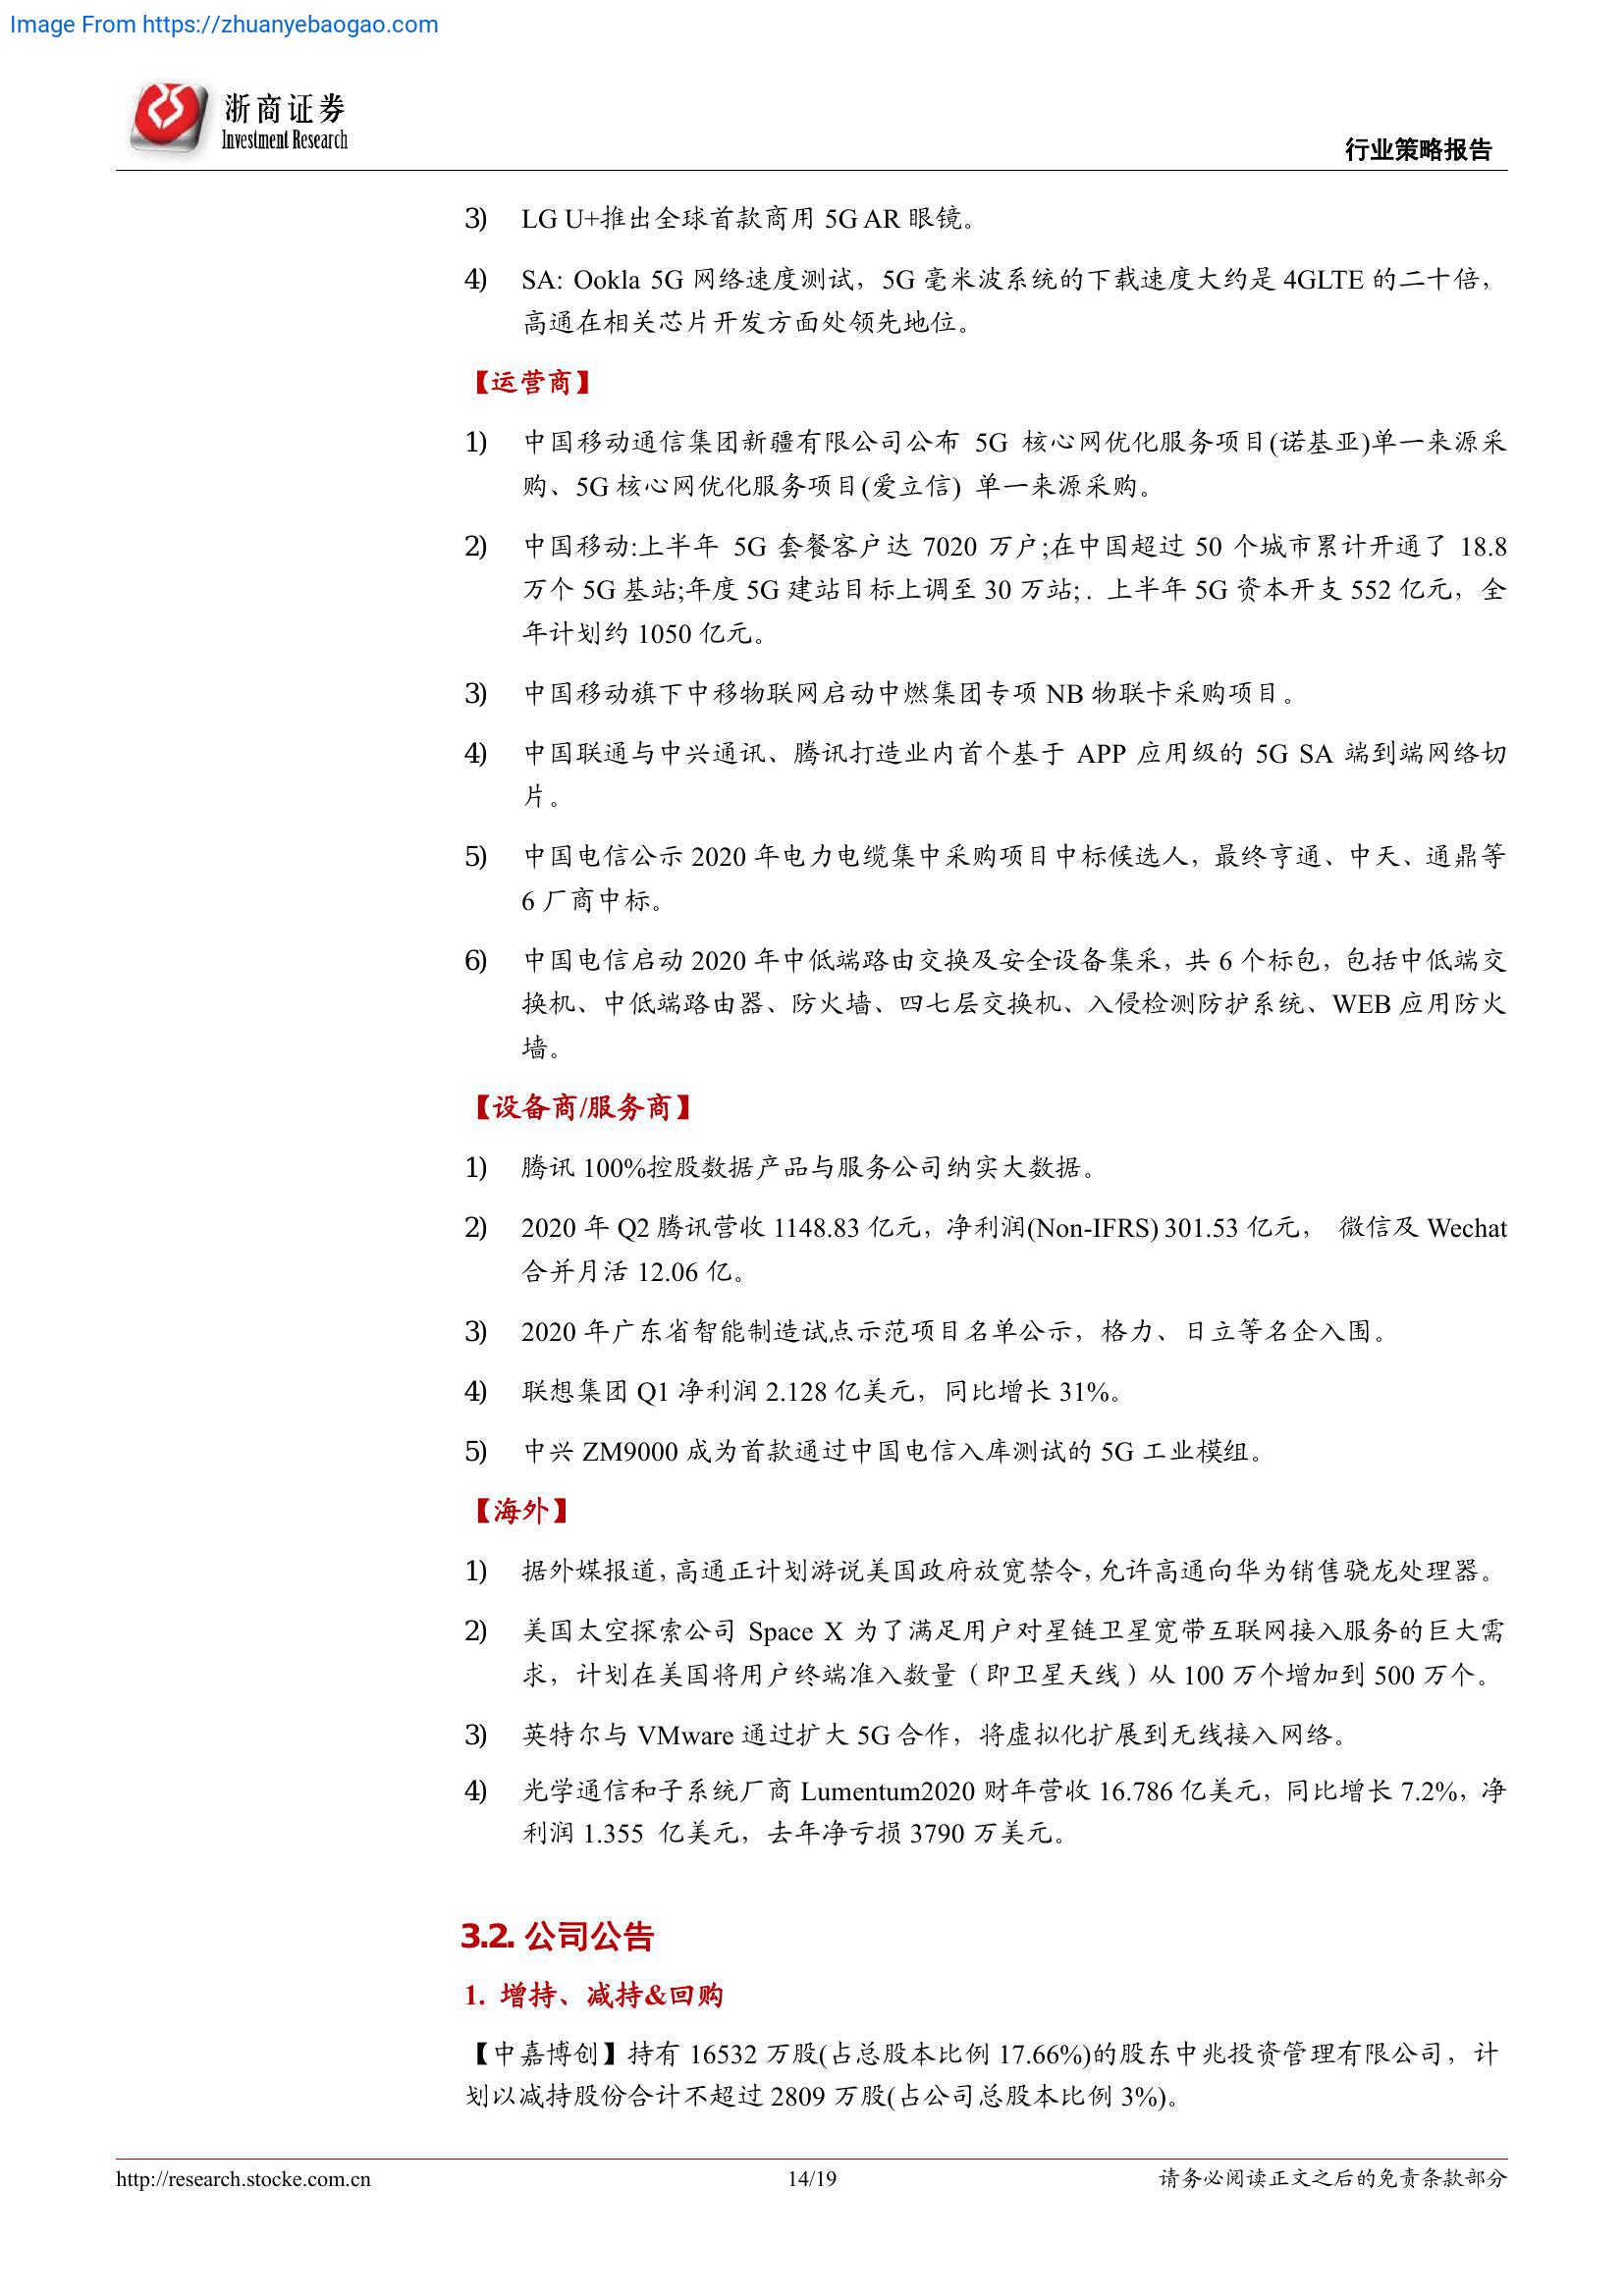 Image From https://zhuanyebaogao.com
浙商证券
Investment Research
行业策略报告
3) LG U+推出全球首款商用 5G AR 眼镜。
4) SA: Ookla 5G 网络速度测试，5G 毫米波系统的下载速度大约是 4GLTE 的二十倍，
高通在相关芯片开发方面处领先地位。
【运营商】
1) 中国移动通信集团新疆有限公司公布 5G 核心网优化服务项目(诺基亚)单一来源采
购、5G 核心网优化服务项目(爱立信) 单一来源采购。
2) 中国移动:上半年 5G 套餐客户达 7020 万户;在中国超过 50 个城市累计开通了 18.8
万个 5G 基站;年度 5G 建站目标上调至 30 万站; . 上半年 5G 资本开支 552 亿元，全
年计划约 1050 亿元。
3) 中国移动旗下中移物联网启动中燃集团专项 NB 物联卡采购项目。
4) 中国联通与中兴通讯、腾讯打造业内首个基于 APP 应用级的 5G SA 端到端网络切
片。
5) 中国电信公示 2020 年电力电缆集中采购项目中标候选人，最终亨通、中天、通鼎等
6 厂商中标。
6) 中国电信启动 2020 年中低端路由交换及安全设备集采，共 6 个标包，包括中低端交
换机、中低端路由器、防火墙、四七层交换机、入侵检测防护系统、WEB 应用防火
墙。
【设备商/服务商】
1) 腾讯 100%控股数据产品与服务公司纳实大数据。
2) 2020 年 Q2 腾讯营收 1148.83 亿元，净利润(Non-IFRS) 301.53 亿元， 微信及 Wechat
合并月活 12.06 亿。
3) 2020 年广东省智能制造试点示范项目名单公示，格力、日立等名企入围。
4) 联想集团 Q1 净利润 2.128 亿美元，同比增长 31%。
5) 中兴 ZM9000 成为首款通过中国电信入库测试的 5G 工业模组。
【海外】
1) 据外媒报道，高通正计划游说美国政府放宽禁令，允许高通向华为销售骁龙处理器。
2) 美国太空探索公司 Space X 为了满足用户对星链卫星宽带互联网接入服务的巨大需
求，计划在美国将用户终端准入数量（即卫星天线）从 100 万个增加到 500 万个。
3) 英特尔与 VMware 通过扩大 5G 合作，将虚拟化扩展到无线接入网络。
4) 光学通信和子系统厂商 Lumentum2020 财年营收 16.786 亿美元，同比增长 7.2%，净
利润 1.355 亿美元，去年净亏损 3790 万美元。
3.2. 公司公告
1. 增持、减持&回购
【中嘉博创】持有 16532 万股(占总股本比例 17.66%)的股东中兆投资管理有限公司，计
划以减持股份合计不超过 2809 万股(占公司总股本比例 3%)。
http://research.stocke.com.cn
14/19
请务必阅读正文之后的免责条款部分